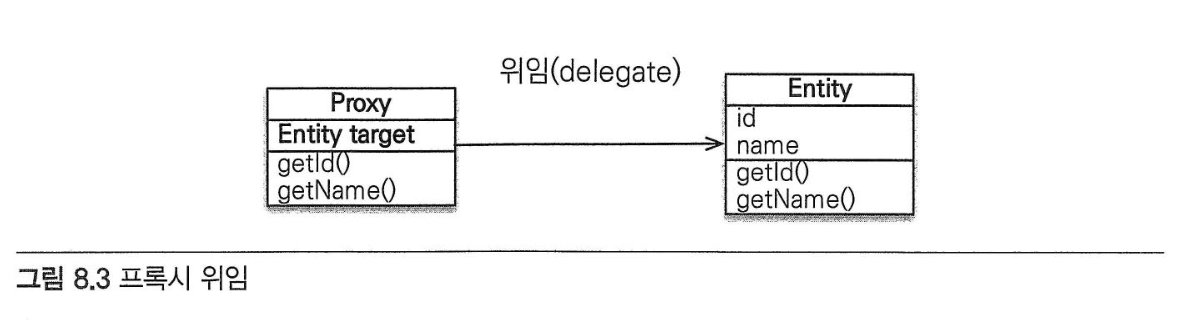 위임(delegate)
Proxy
Entity target
getId()
getName()
Entity
id
name
getId()
getName()
그림 8.3 프록시 위임